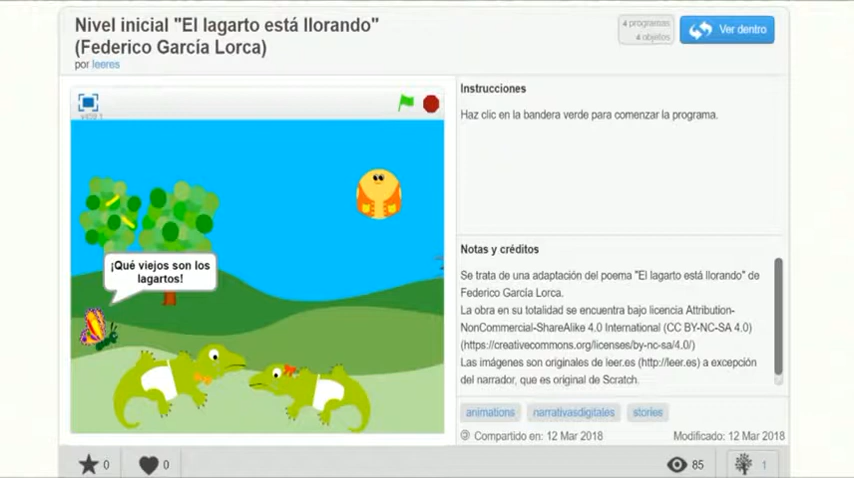 Nivel inicial "El lagarto está llorando"
(Federico García Lorca)
por leeres
4 programas
4 objetos
Ver dentro
Instrucciones
Haz clic en la bandera verde para comenzar la programa.
¡Qué viejos son los
lagartos!
Notas y créditos
Se trata de una adaptación del poema "El lagarto está llorando" de
Federico García Lorca.
La obra en su totalidad se encuentra bajo licencia Attribution-
NonCommercial-ShareAlike 4.0 International (CC BY-NC-SA 4.0)
(https://creativecommons.org/licenses/by-nc-sa/4.0/)
Las imágenes son originales de leer.es (http://leer.es) a excepción
del narrador, que es original de Scratch.
animations narrativasdigitales stories
Compartido en: 12 Mar 2018 Modificado: 12 Mar 2018
0 0 85 1